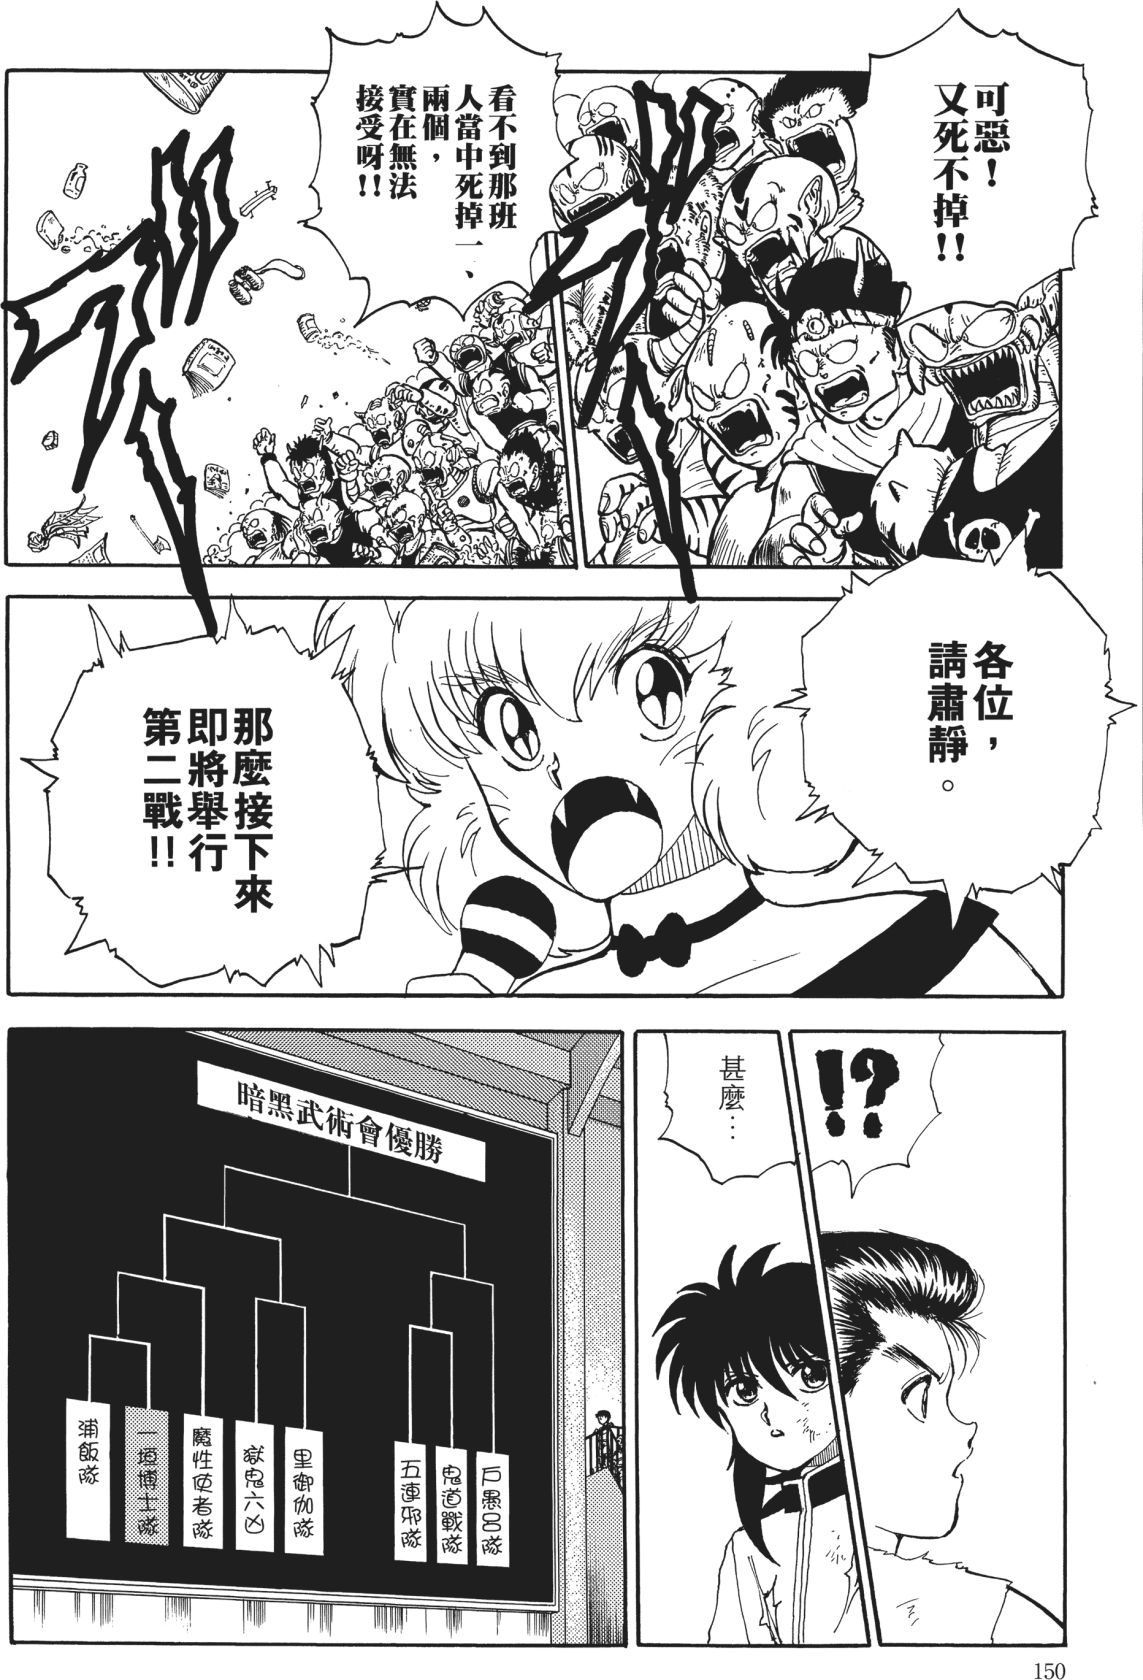 可惡！
又死不掉!!
看不到那班
人當中死掉一、
兩個，
實在無法
接受呀!!
各位，
請肅靜。
那麼接下來
即將舉行
第二戰!!
!?
甚麼…
暗黑武術會優勝
浦飯隊
一垣博士隊
魔性使者隊
獄鬼六凶
里御伽隊
五連邪隊
鬼道戰隊
戶愚呂隊
150